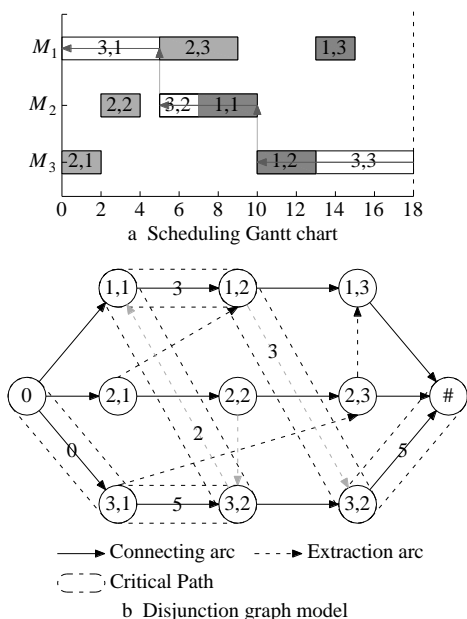 M1 3,1 2,3 1,3
M2 2,2 3,2 1,1
M3 2,1 1,2 3,3
0 2 4 6 8 10 12 14 16 18
a Scheduling Gantt chart
1,1 3 1,2 1,3
3
0 2,1 2,2 2,3 #
0 2 5
3,1 5 3,2 3,2
Connecting arc Extraction arc
Critical Path
b Disjunction graph model